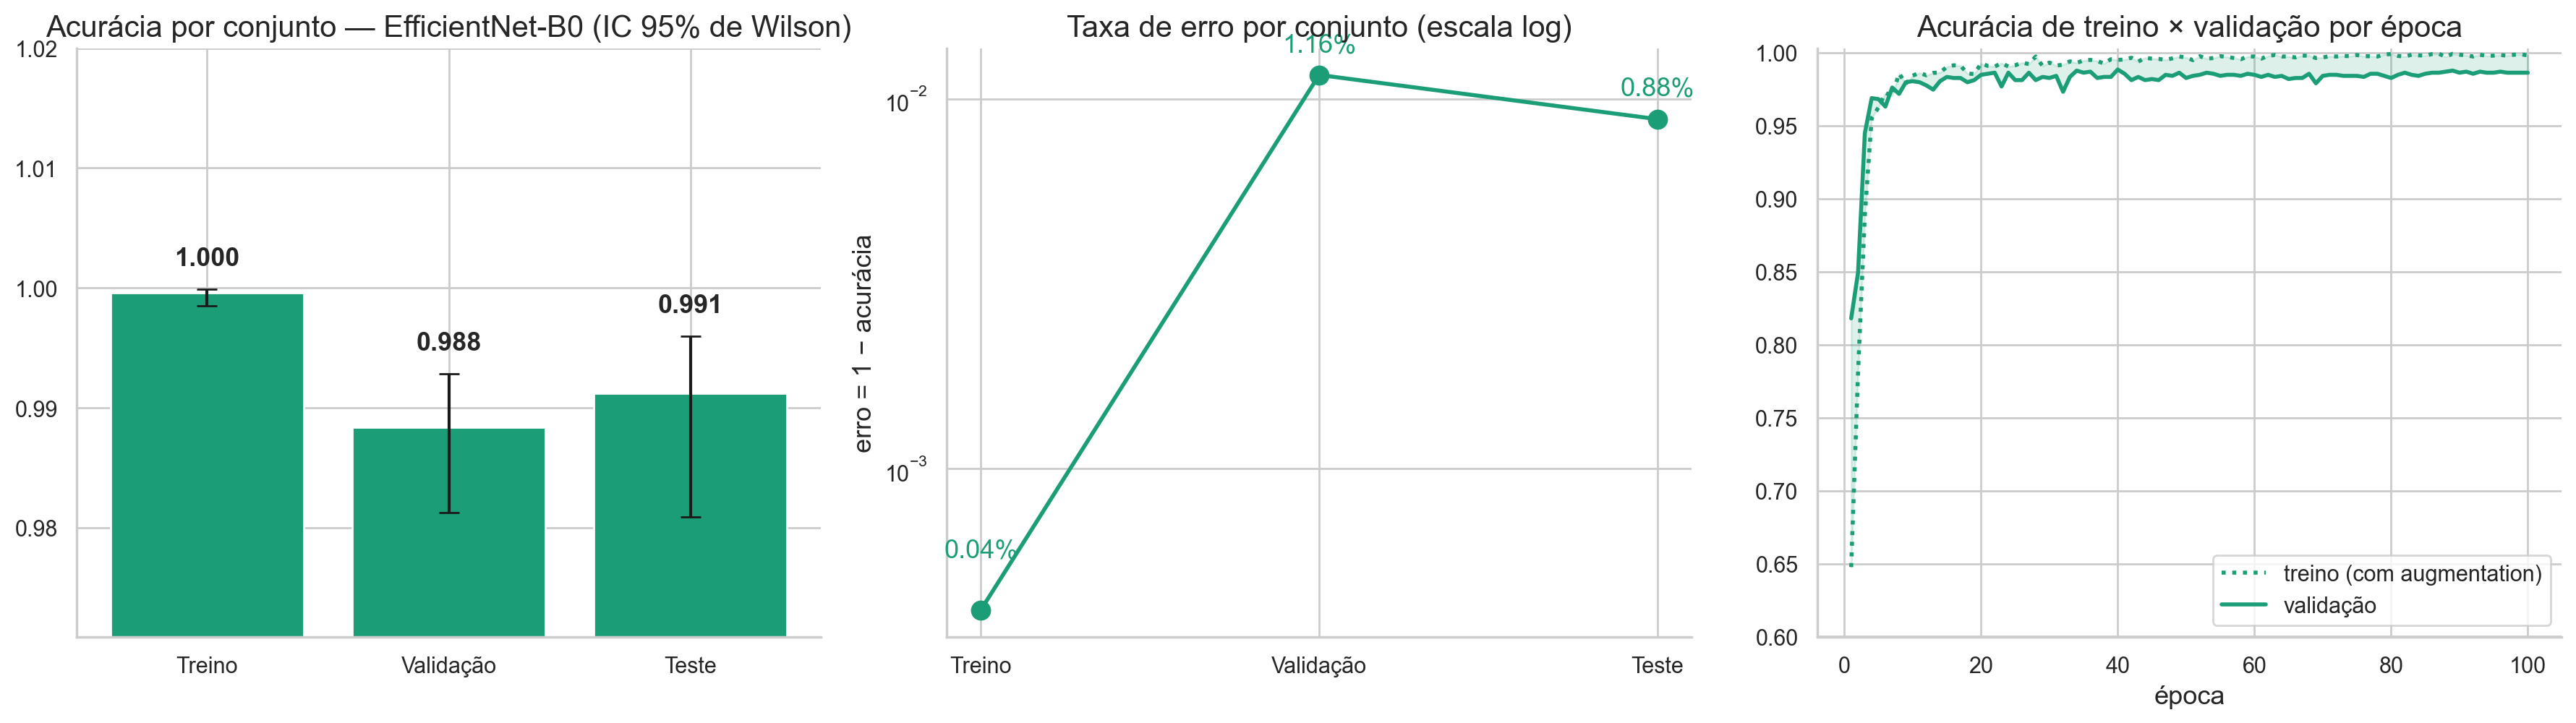 Acurácia por conjunto — EfficientNet-B0 (IC 95% de Wilson)
1.02
1.01
1.00
0.99
0.98
1.000
0.988
0.991
Treino
Validação
Teste
Taxa de erro por conjunto (escala log)
erro = 1 − acurácia
10⁻²
10⁻³
0.04%
1.16%
0.88%
Treino
Validação
Teste
Acurácia de treino × validação por época
1.00
0.95
0.90
0.85
0.80
0.75
0.70
0.65
0.60
treino (com augmentation)
validação
0
20
40
60
80
100
época